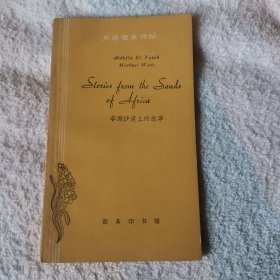 英语简易读物
Abdulla El Tayib
Michael West
Stories from the Sands
of Africa
非洲沙漠上的故事
商务印书馆